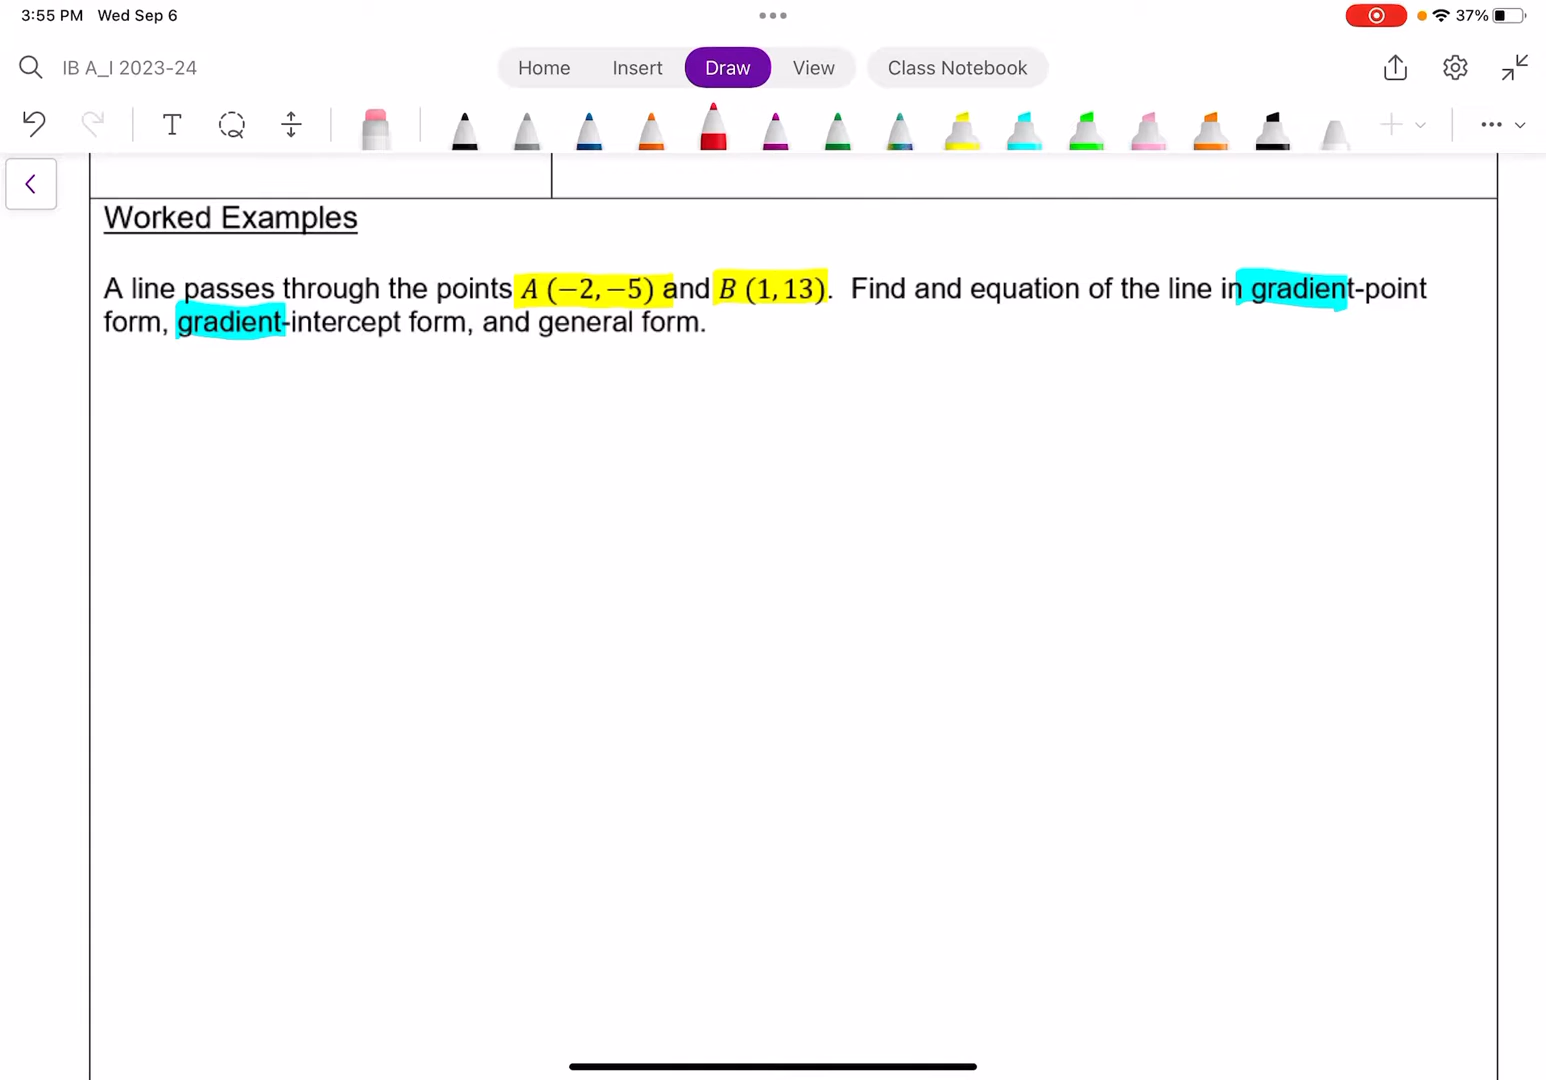 3:55 PM Wed Sep 6
37%
IB A_I 2023-24
Home Insert Draw View Class Notebook
T
Worked Examples
A line passes through the points A (−2, −5) and B (1, 13). Find and equation of the line in gradient-point
form, gradient-intercept form, and general form.